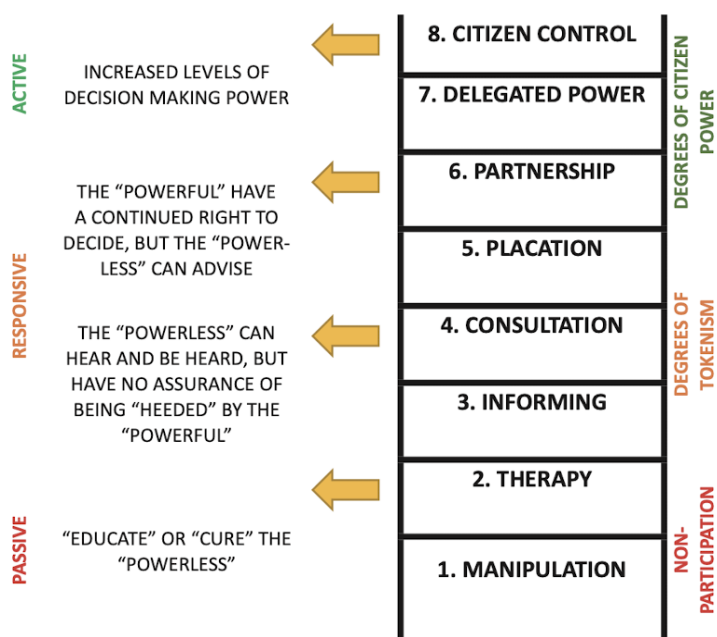 ACTIVE
INCREASED LEVELS OF
DECISION MAKING POWER
THE “POWERFUL” HAVE
A CONTINUED RIGHT TO
DECIDE, BUT THE “POWER-
LESS” CAN ADVISE
RESPONSIVE
THE “POWERLESS” CAN
HEAR AND BE HEARD, BUT
HAVE NO ASSURANCE OF
BEING “HEEDED” BY THE
“POWERFUL”
PASSIVE
“EDUCATE” OR “CURE” THE
“POWERLESS”
8. CITIZEN CONTROL
7. DELEGATED POWER
6. PARTNERSHIP
5. PLACATION
4. CONSULTATION
3. INFORMING
2. THERAPY
1. MANIPULATION
DEGREES OF CITIZEN
POWER
DEGREES OF
TOKENISM
NON-
PARTICIPATION